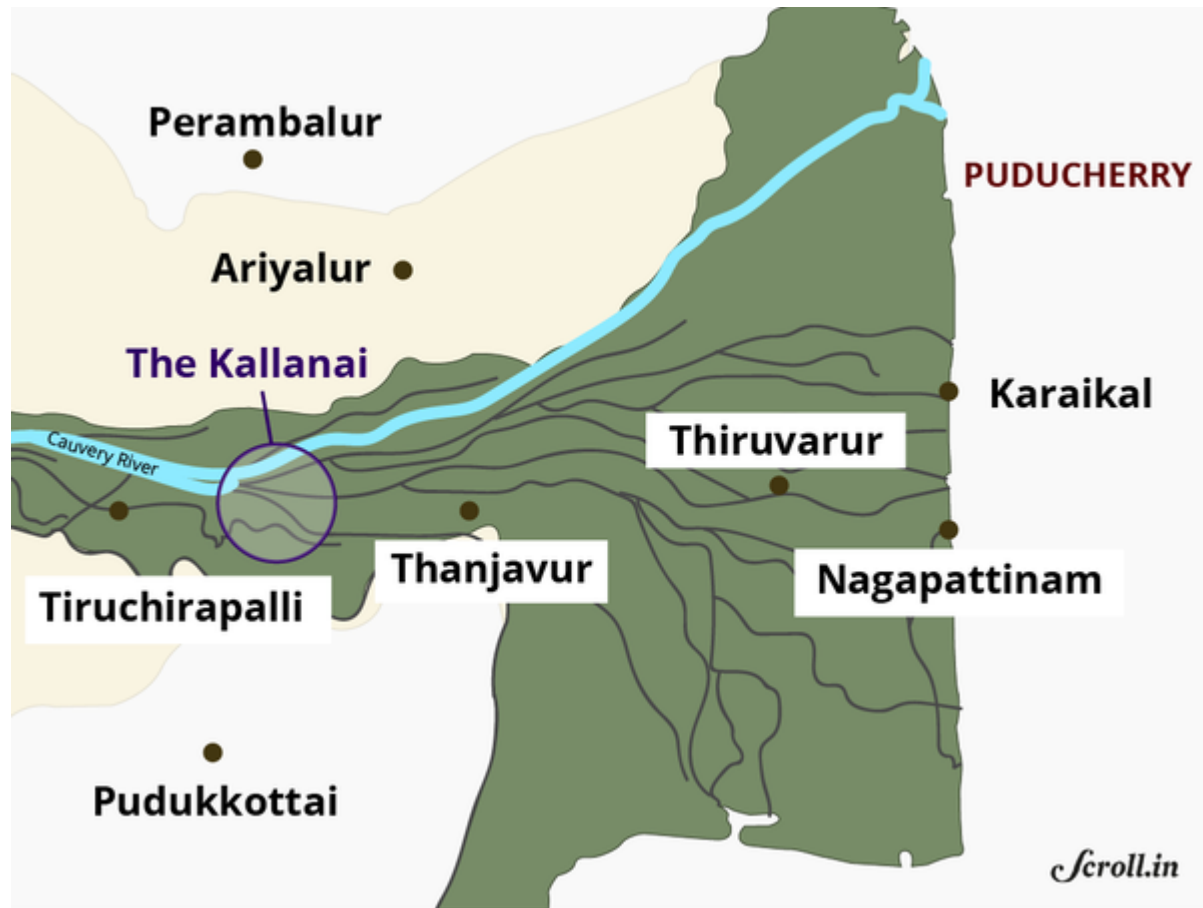 Perambalur
PUDUCHERRY
Ariyalur
The Kallanai
Karaikal
Cauvery River
Thiruvarur
Thanjavur
Nagapattinam
Tiruchirapalli
Pudukkottai
Scroll.in